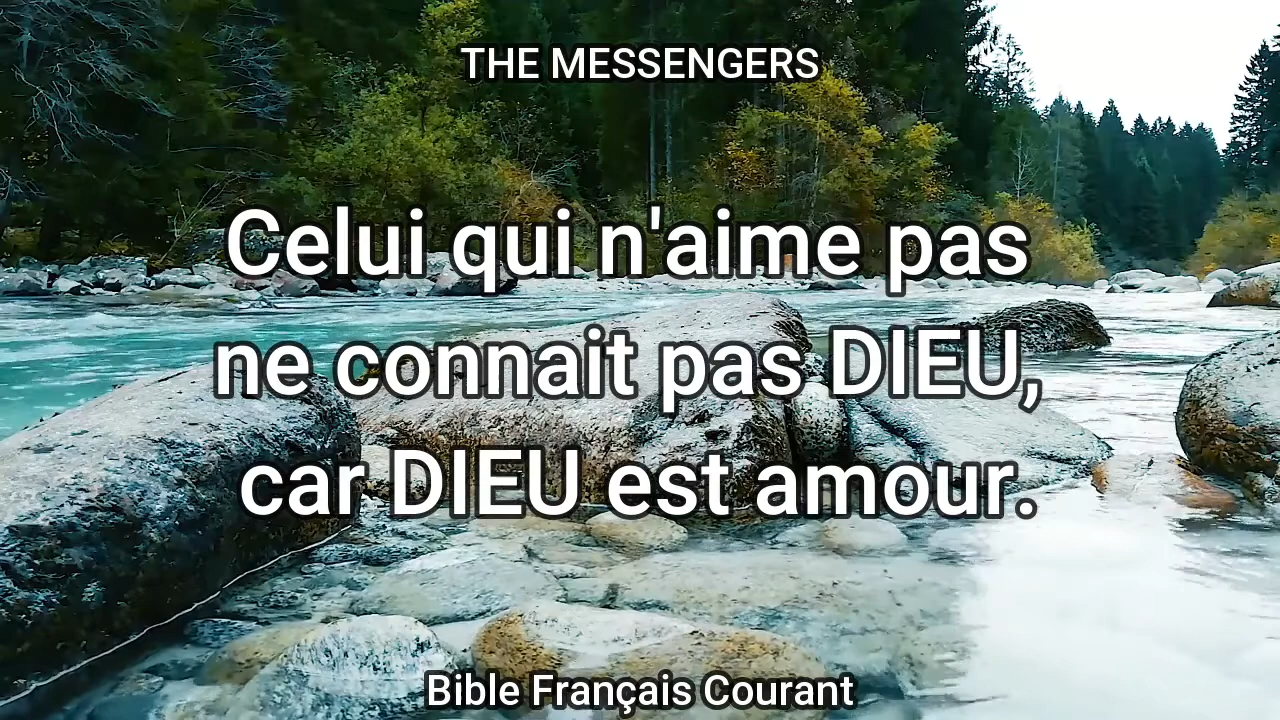 THE MESSENGERS
Celui qui n'aime pas
ne connait pas DIEU,
car DIEU est amour.
Bible Français Courant